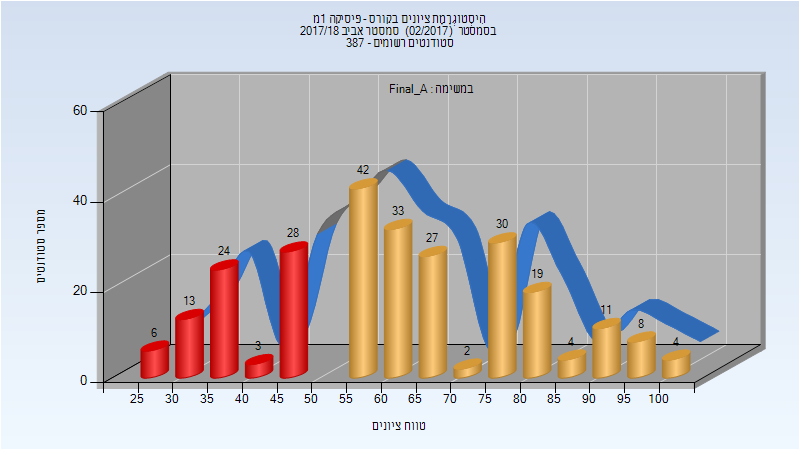 היסטוגרמת ציונים בקורס - פיסיקה 1מ
בסמסטר (02/2017) סמסטר אביב 2017/18
סטודנטים רשומים - 387
במשימה : Final_A
מספר סטודנטים
60
40
20
0
6
13
24
3
28
42
33
27
2
30
19
4
11
8
4
25 30 35 40 45 50 55 60 65 70 75 80 85 90 95 100
טווח ציונים